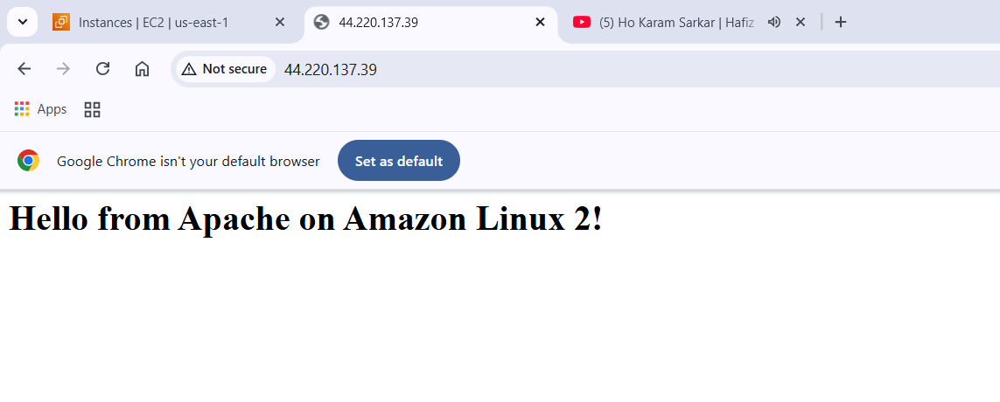 Instances | EC2 | us-east-1
44.220.137.39
(5) Ho Karam Sarkar | Hafiz
Not secure
44.220.137.39
Apps
Google Chrome isn't your default browser
Set as default
Hello from Apache on Amazon Linux 2!